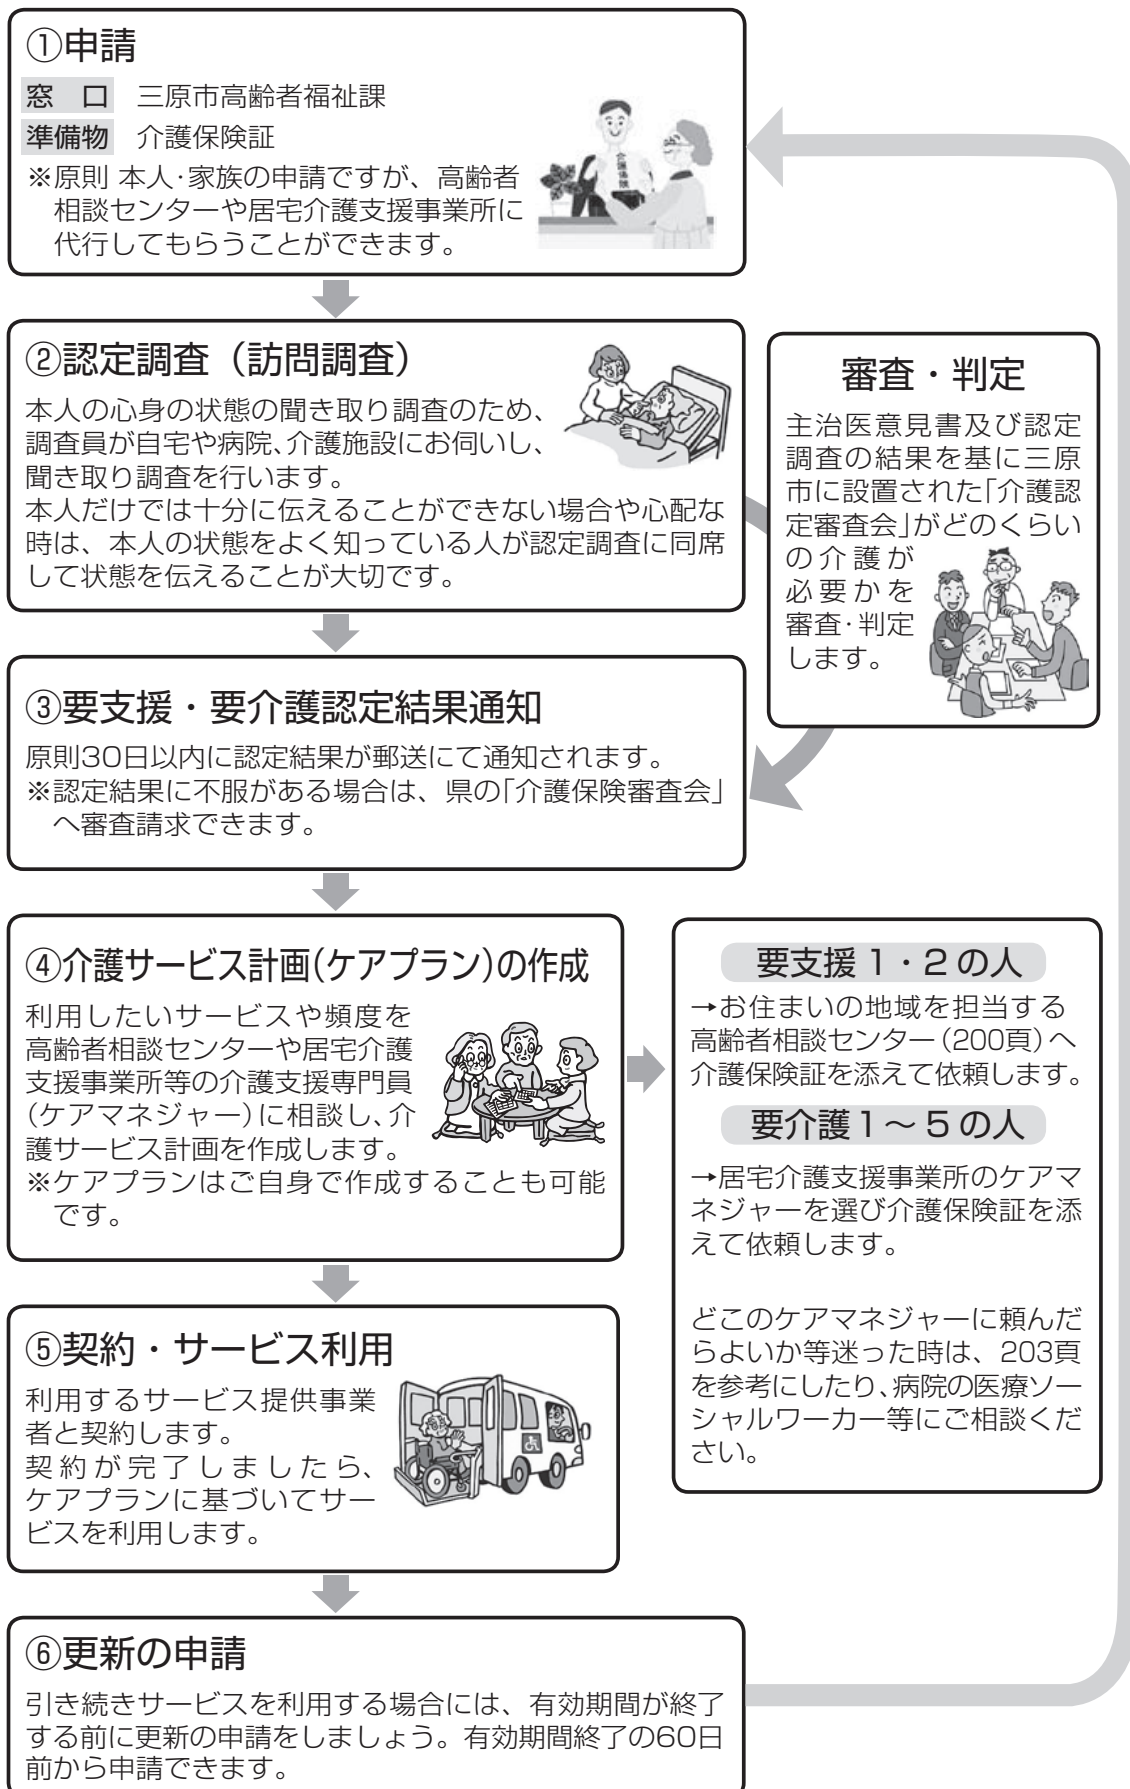 ①申請
窓口 三原市高齢者福祉課
準備物 介護保険証
※原則 本人・家族の申請ですが、高齢者
相談センターや居宅介護支援事業所に
代行してもらうことができます。
介護保険
②認定調査（訪問調査）
本人の心身の状態の聞き取り調査のため、
調査員が自宅や病院、介護施設にお伺いし、
聞き取り調査を行います。
本人だけでは十分に伝えることができない場合や心配な
時は、本人の状態をよく知っている人が認定調査に同席
して状態を伝えることが大切です。
審査・判定
主治医意見書及び認定
調査の結果を基に三原
市に設置された「介護認
定審査会」がどのくらい
の介護が
必要かを
審査・判定
します。
③要支援・要介護認定結果通知
原則30日以内に認定結果が郵送にて通知されます。
※認定結果に不服がある場合は、県の「介護保険審査会」
へ審査請求できます。
④介護サービス計画(ケアプラン)の作成
利用したいサービスや頻度を
高齢者相談センターや居宅介護
支援事業所等の介護支援専門員
(ケアマネジャー)に相談し、介
護サービス計画を作成します。
※ケアプランはご自身で作成することも可能
です。
要支援１・２の人
→お住まいの地域を担当する
高齢者相談センター(200頁)へ
介護保険証を添えて依頼します。
要介護１～５の人
→居宅介護支援事業所のケアマ
ネジャーを選び介護保険証を添
えて依頼します。
どこのケアマネジャーに頼んだ
らよいか等迷った時は、203頁
を参考にしたり、病院の医療ソー
シャルワーカー等にご相談くだ
さい。
⑤契約・サービス利用
利用するサービス提供事業
者と契約します。
契約が完了しましたら、
ケアプランに基づいてサー
ビスを利用します。
⑥更新の申請
引き続きサービスを利用する場合には、有効期間が終了
する前に更新の申請をしましょう。有効期間終了の60日
前から申請できます。